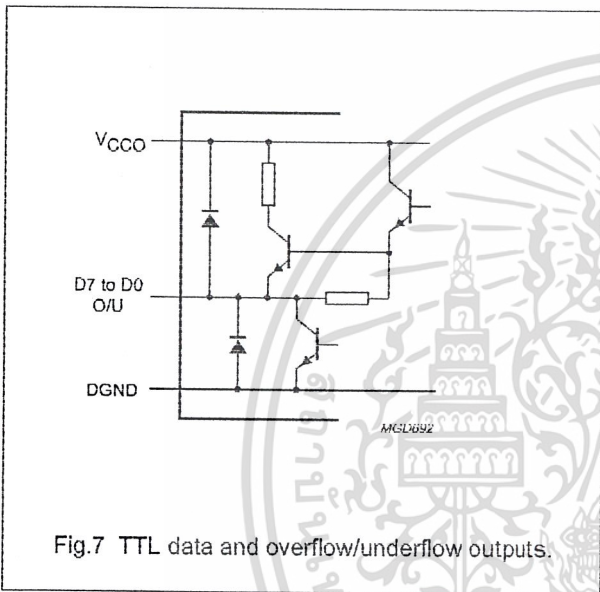 VCCO
D7 to D0
O/U
DGND
MGD692
Fig.7 TTL data and overflow/underflow outputs.